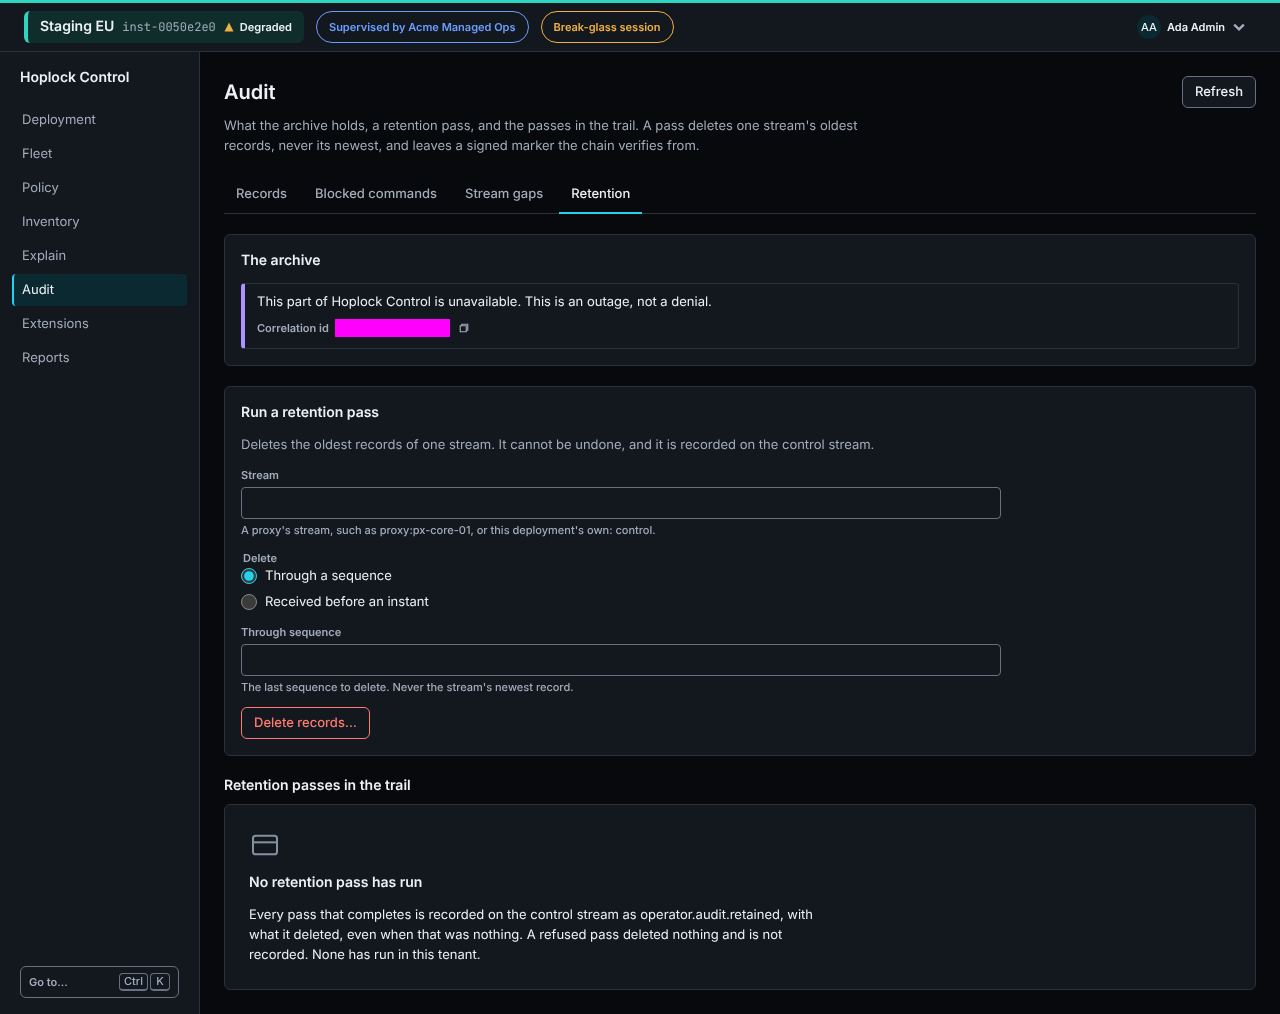 Staging EU inst-0050e2e0 Degraded
Supervised by Acme Managed Ops
Break-glass session
AA Ada Admin
Hoplock Control
Deployment
Fleet
Policy
Inventory
Explain
Audit
Extensions
Reports
Go to... Ctrl K
Audit
Refresh
What the archive holds, a retention pass, and the passes in the trail. A pass deletes one stream's oldest
records, never its newest, and leaves a signed marker the chain verifies from.
Records Blocked commands Stream gaps Retention
The archive
This part of Hoplock Control is unavailable. This is an outage, not a denial.
Correlation id
Run a retention pass
Deletes the oldest records of one stream. It cannot be undone, and it is recorded on the control stream.
Stream
A proxy's stream, such as proxy:px-core-01, or this deployment's own: control.
Delete
Through a sequence
Received before an instant
Through sequence
The last sequence to delete. Never the stream's newest record.
Delete records...
Retention passes in the trail
No retention pass has run
Every pass that completes is recorded on the control stream as operator.audit.retained, with
what it deleted, even when that was nothing. A refused pass deleted nothing and is not
recorded. None has run in this tenant.